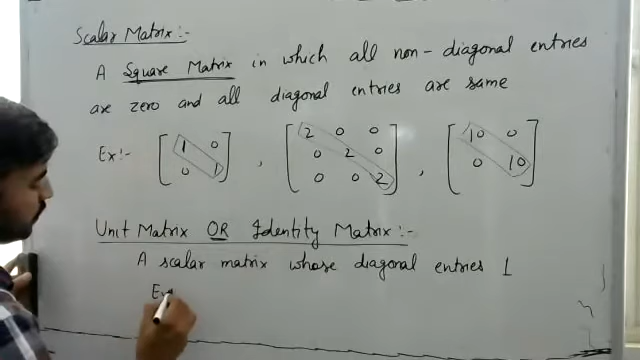 Scalar Matrix :-
A Square Matrix in which all non-diagonal entries
are zero and all diagonal entries are same
Ex:- [1 0 0 1] , [2 0 0 0 2 0 0 0 2] , [10 0 0 10]
Unit Matrix OR Identity Matrix :-
A scalar matrix whose diagonal entries 1
Ex